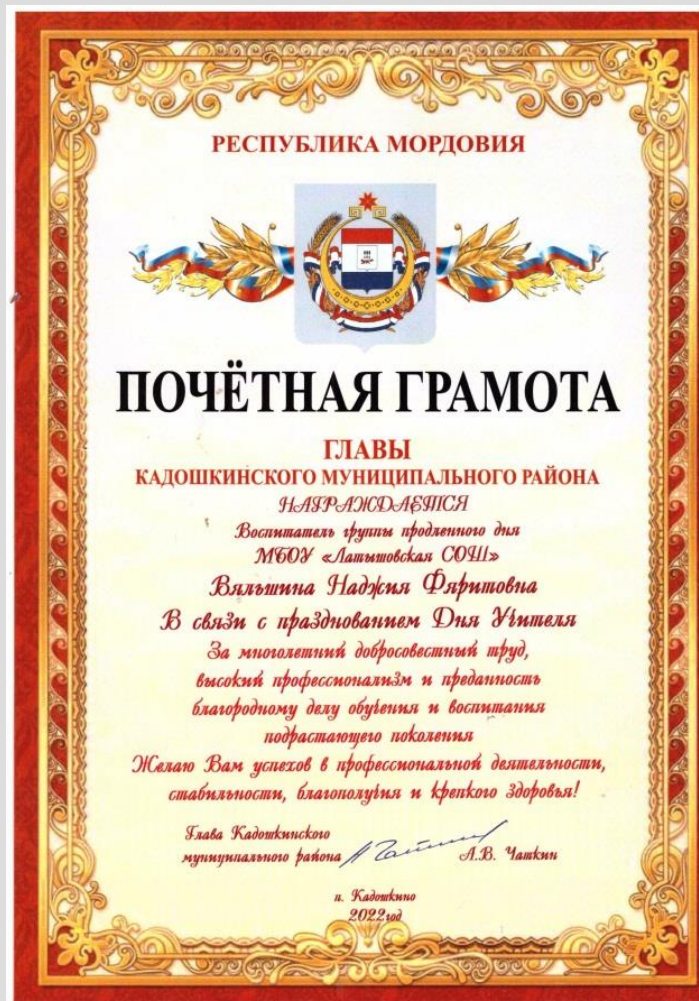 РЕСПУБЛИКА МОРДОВИЯ
ПОЧЁТНАЯ ГРАМОТА
ГЛАВЫ
КАДОШКИНСКОГО МУНИЦИПАЛЬНОГО РАЙОНА
НАГРАЖДАЕТСЯ
Воспитатель группы продленного дня
МБОУ «Латышовская СОШ»
Вяльшина Наджия Фяритовна
В связи с празднованием Дня Учителя
За многолетний добросовестный труд,
высокий профессионализм и преданность
благородному делу обучения и воспитания
подрастающего поколения
Желаю Вам успехов в профессиональной деятельности,
стабильности, благополучия и крепкого здоровья!
Глава Кадошкинского
муниципального района А.В. Чаткин
п. Кадошкино
2022год